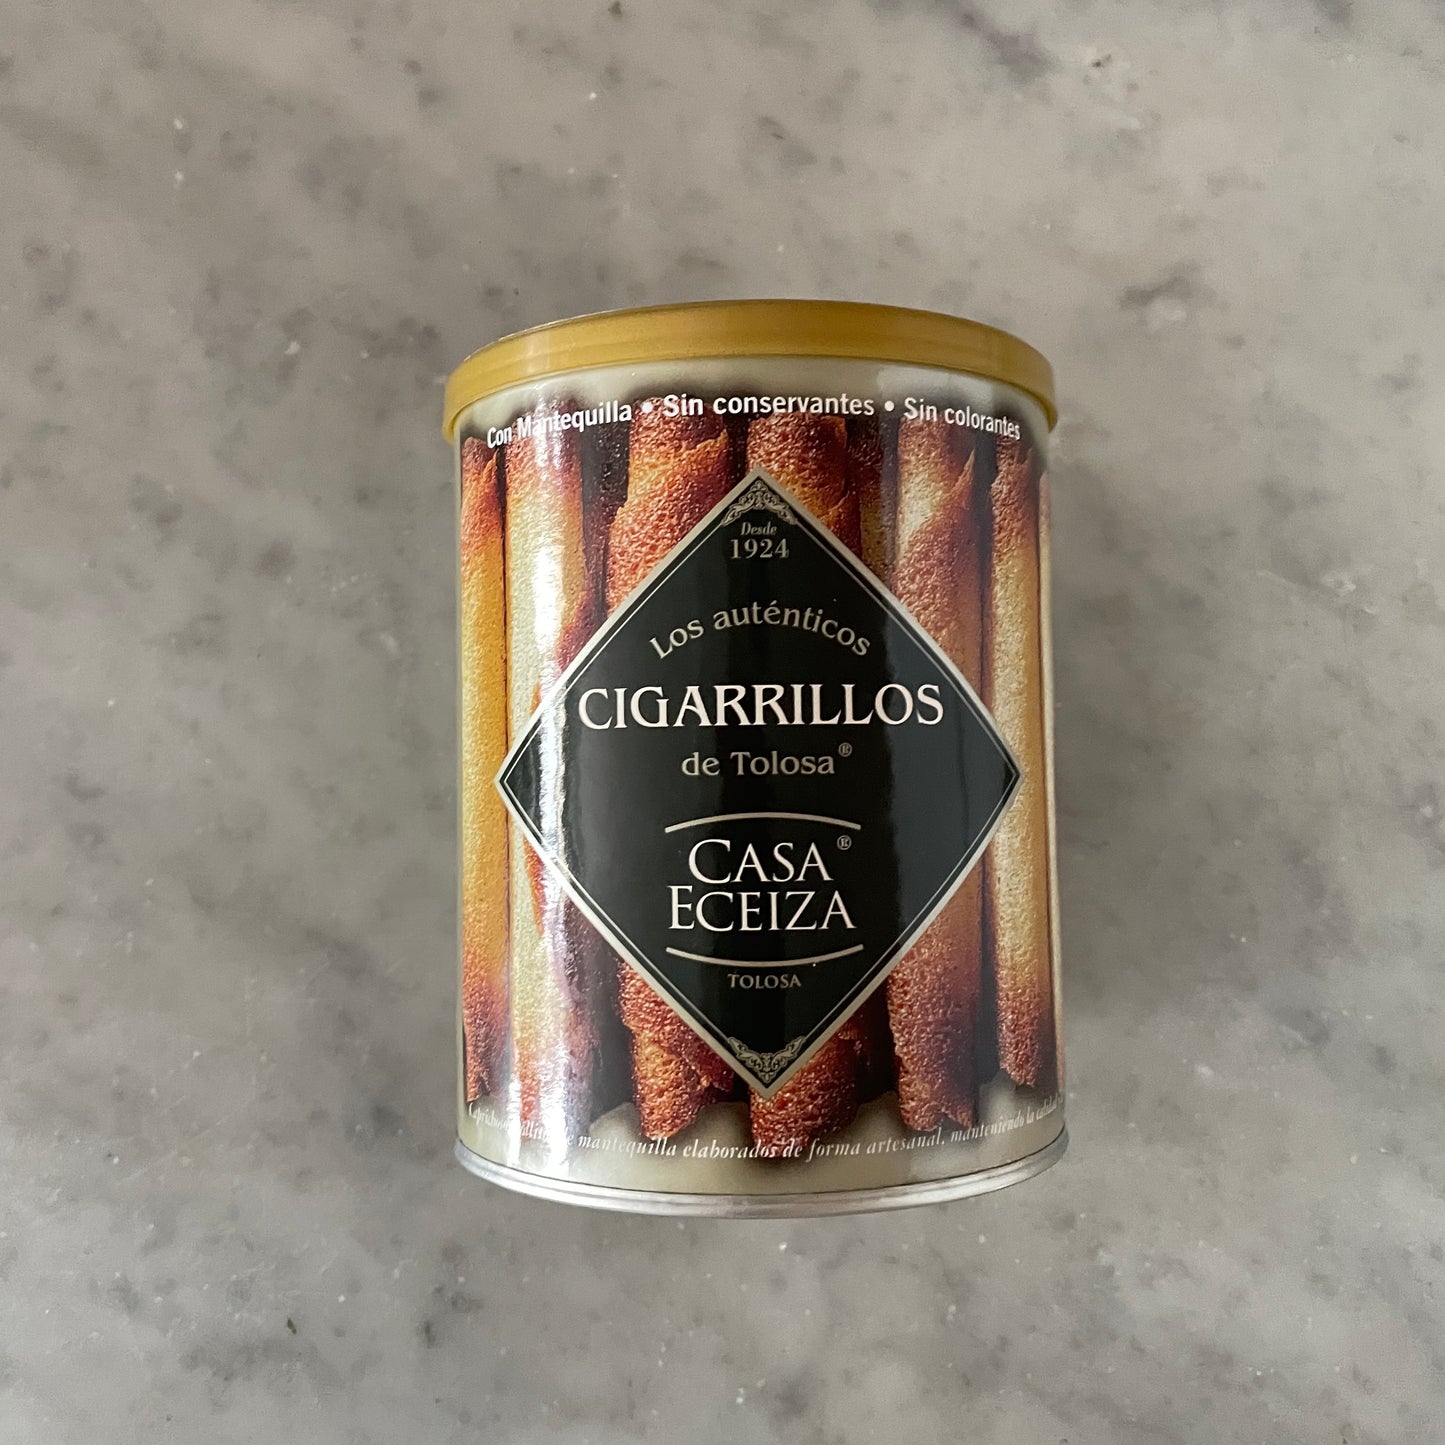 Con Mantequilla • Sin conservantes • Sin colorantes
Desde
1924
Los auténticos
CIGARRILLOS
de Tolosa®
CASA®
ECEIZA
TOLOSA
de mantequilla elaborados de forma artesanal, manteniendo la calidad